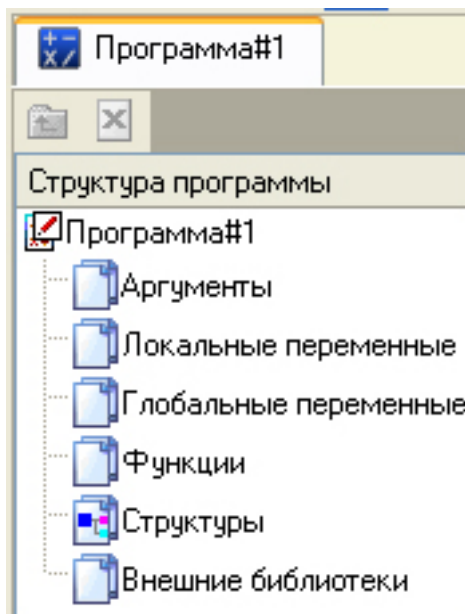 Программа#1
Структура программы
Программа#1
Аргументы
Локальные переменные
Глобальные переменные
Функции
Структуры
Внешние библиотеки